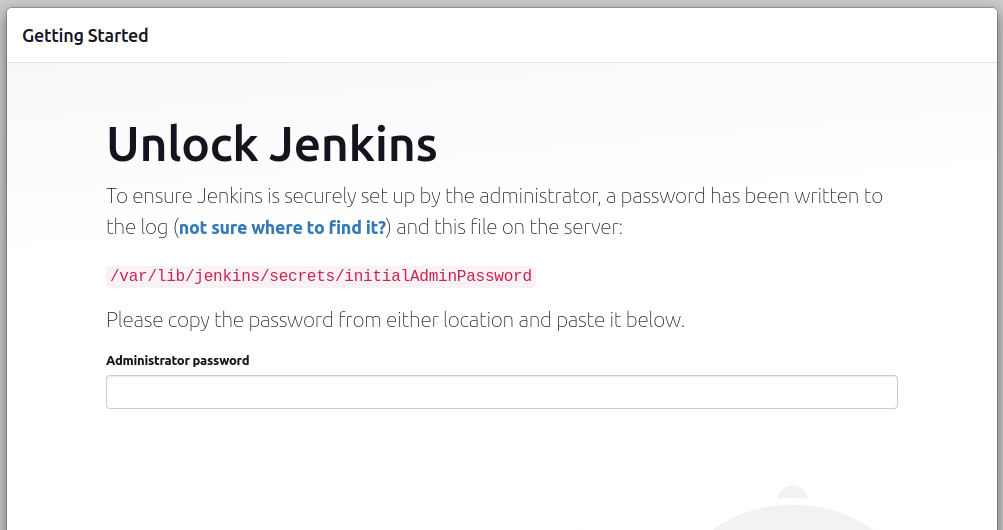 Getting Started
Unlock Jenkins
To ensure Jenkins is securely set up by the administrator, a password has been written to
the log (not sure where to find it?) and this file on the server:
/var/lib/jenkins/secrets/initialAdminPassword
Please copy the password from either location and paste it below.
Administrator password